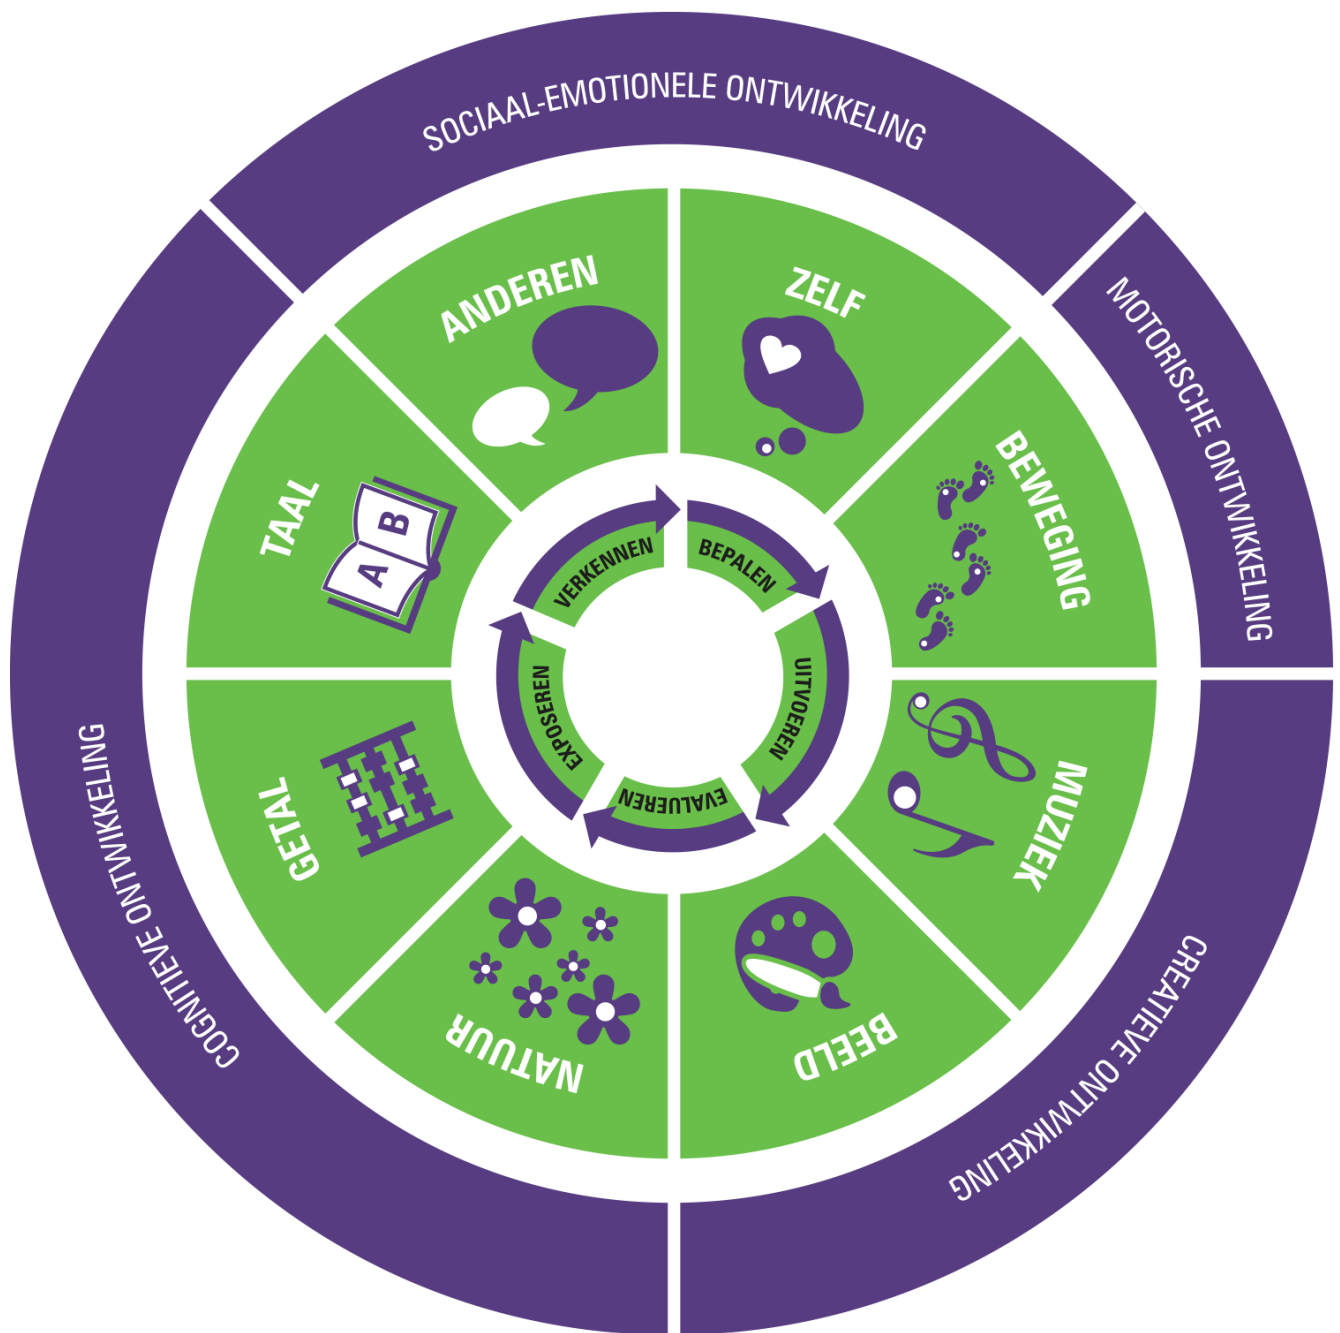 SOCIAAL-EMOTIONELE ONTWIKKELING
MOTORISCHE ONTWIKKELING
CREATIEVE ONTWIKKELING
COGNITIEVE ONTWIKKELING
ANDEREN
ZELF
BEWEGING
MUZIEK
BEELD
NATUUR
GETAL
TAAL
A
B
VERKENNEN
BEPALEN
UITVOEREN
EVALUEREN
EXPOSEREN